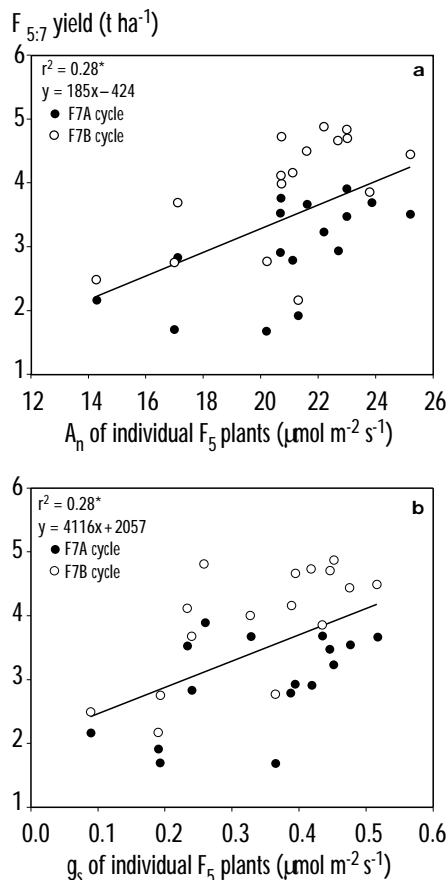 F 5:7 yield (t ha-1)
r2 = 0.28*
a
y = 185x – 424
F7A cycle
F7B cycle
6
5
4
3
2
1
12 14 16 18 20 22 24 26
An of individual F5 plants (μmol m-2 s-1)
r2 = 0.28*
b
y = 4116x + 2057
F7A cycle
F7B cycle
6
5
4
3
2
1
0.0 0.1 0.2 0.3 0.4 0.5 0.6
gs of individual F5 plants (μmol m-2 s-1)